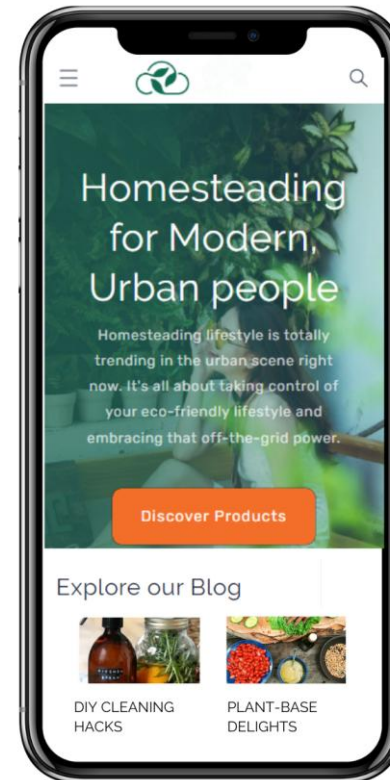 Homesteading
for Modern,
Urban people
Homesteading lifestyle is totally
trending in the urban scene right
now. It's all about taking control of
your eco-friendly lifestyle and
embracing that off-the-grid power.
Discover Products
Explore our Blog
DIY CLEANING
HACKS
PLANT-BASE
DELIGHTS